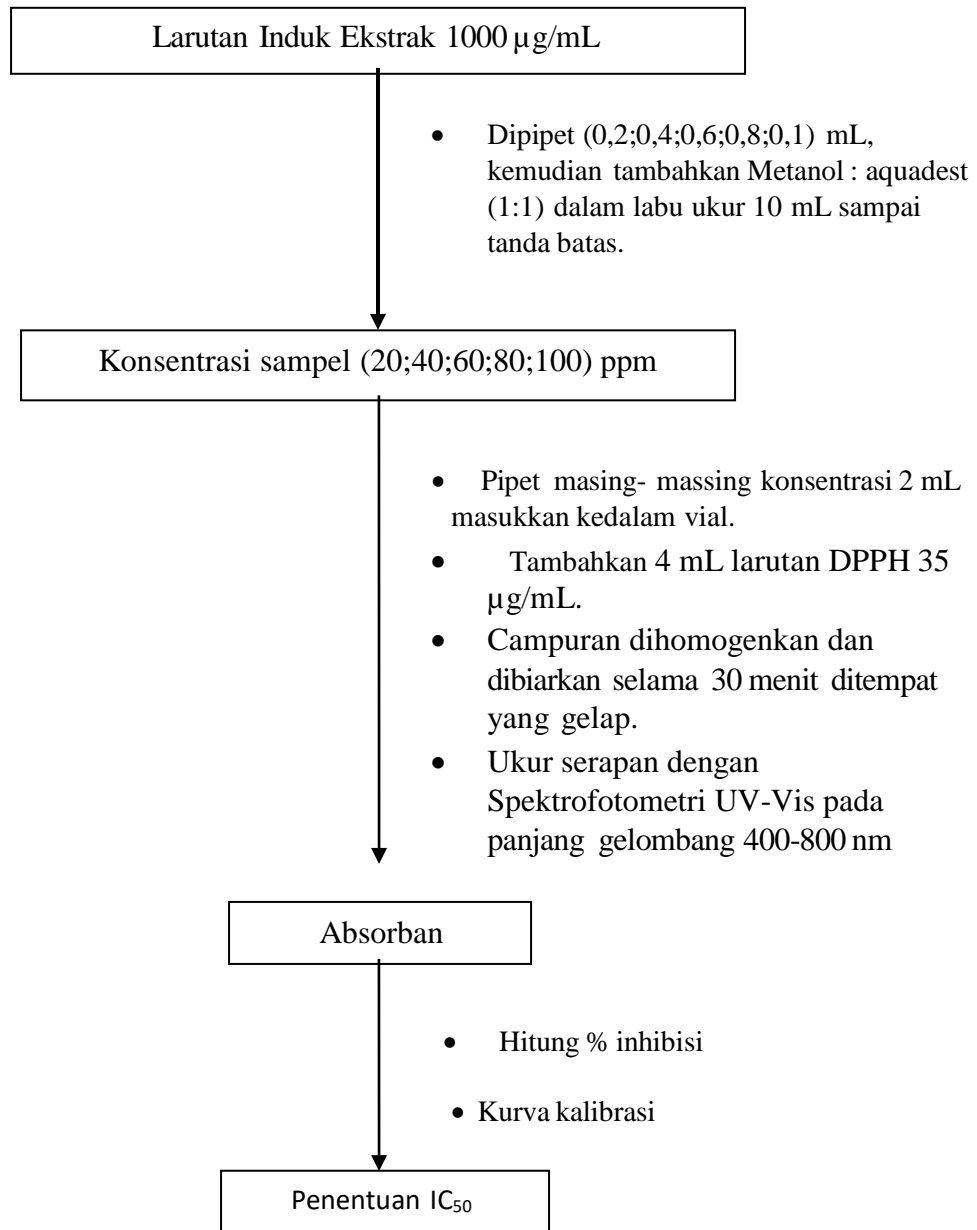 Larutan Induk Ekstrak 1000 µg/mL
• Dipipet (0,2;0,4;0,6;0,8;0,1) mL,
kemudian tambahkan Metanol : aquadest
(1:1) dalam labu ukur 10 mL sampai
tanda batas.
Konsentrasi sampel (20;40;60;80;100) ppm
• Pipet masing- massing konsentrasi 2 mL
masukkan kedalam vial.
• Tambahkan 4 mL larutan DPPH 35
µg/mL.
• Campuran dihomogenkan dan
dibiarkan selama 30 menit ditempat
yang gelap.
• Ukur serapan dengan
Spektrofotometri UV-Vis pada
panjang gelombang 400-800 nm
Absorban
• Hitung % inhibisi
• Kurva kalibrasi
Penentuan IC₅₀